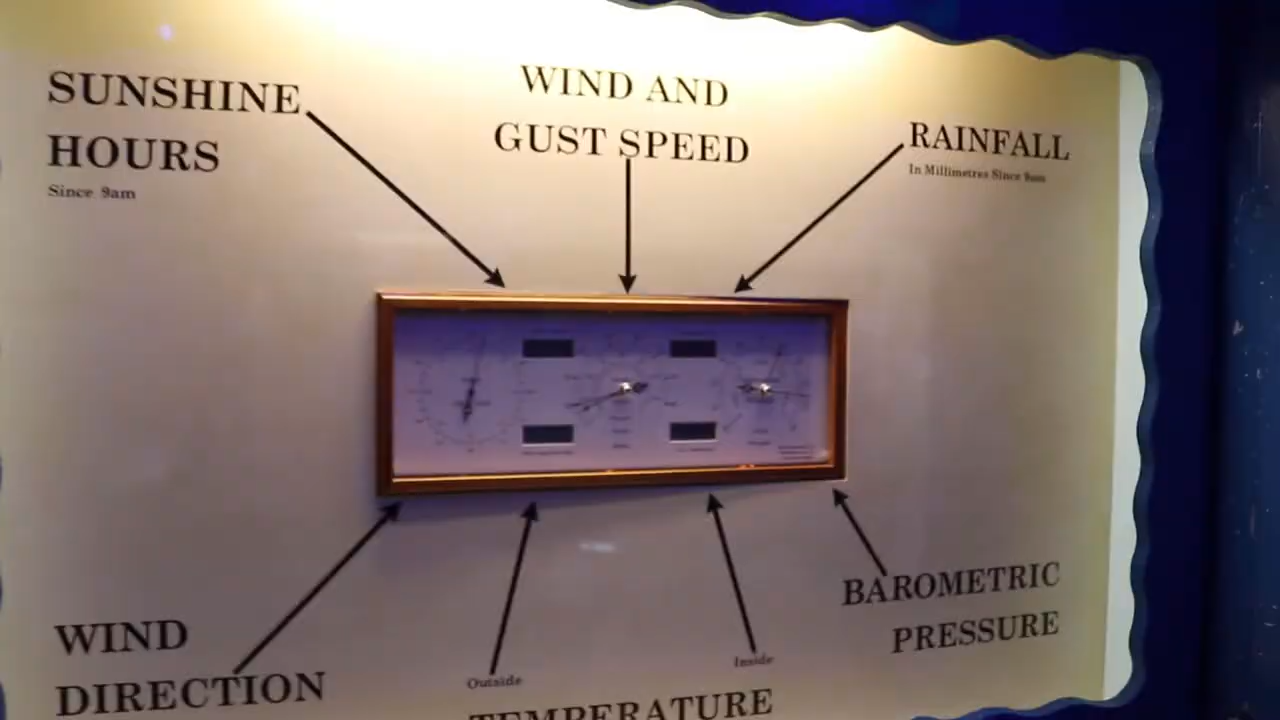 SUNSHINE
HOURS
Since 9am
WIND AND
GUST SPEED
RAINFALL
In Millimetres Since 9am
WIND
DIRECTION
Outside
Inside
TEMPERATURE
BAROMETRIC
PRESSURE